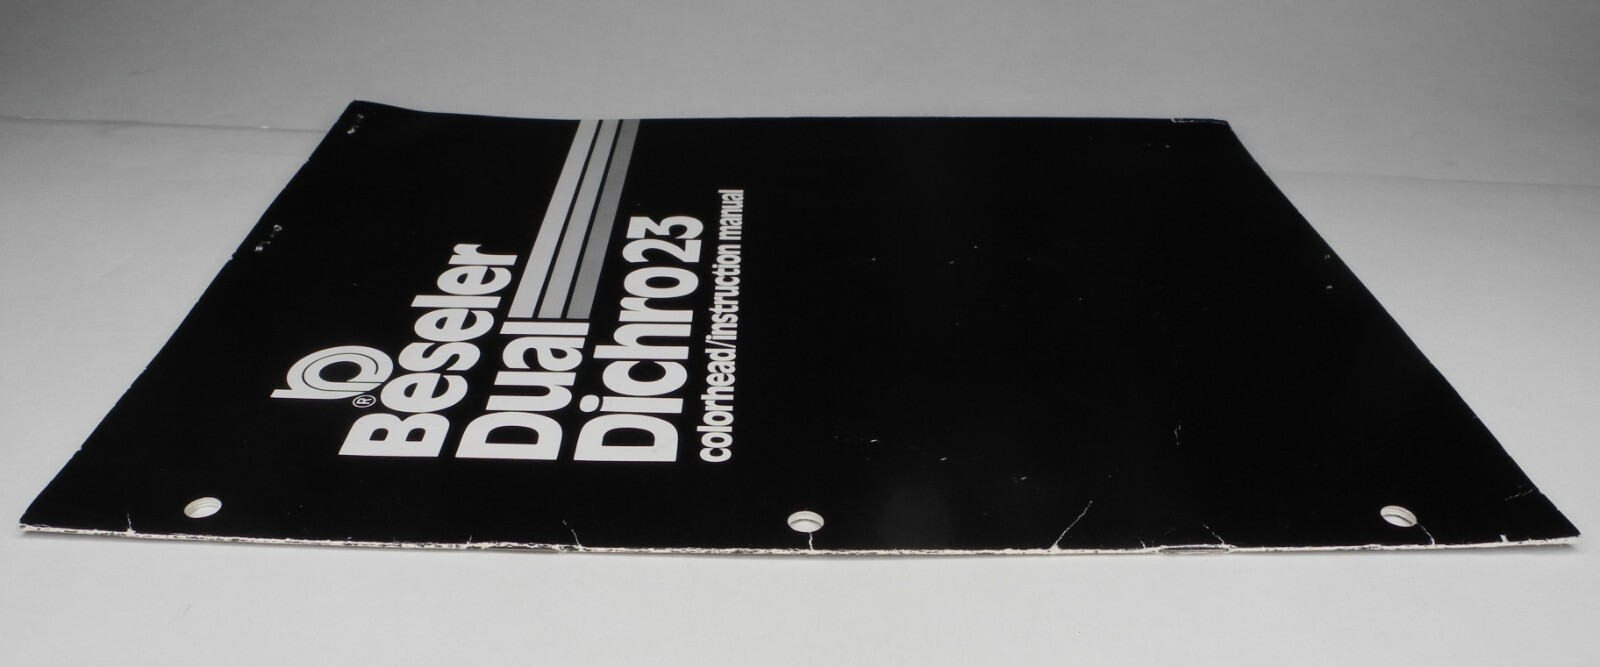 ®
Beseler
Dual
Dichro23
colorhead/instruction manual